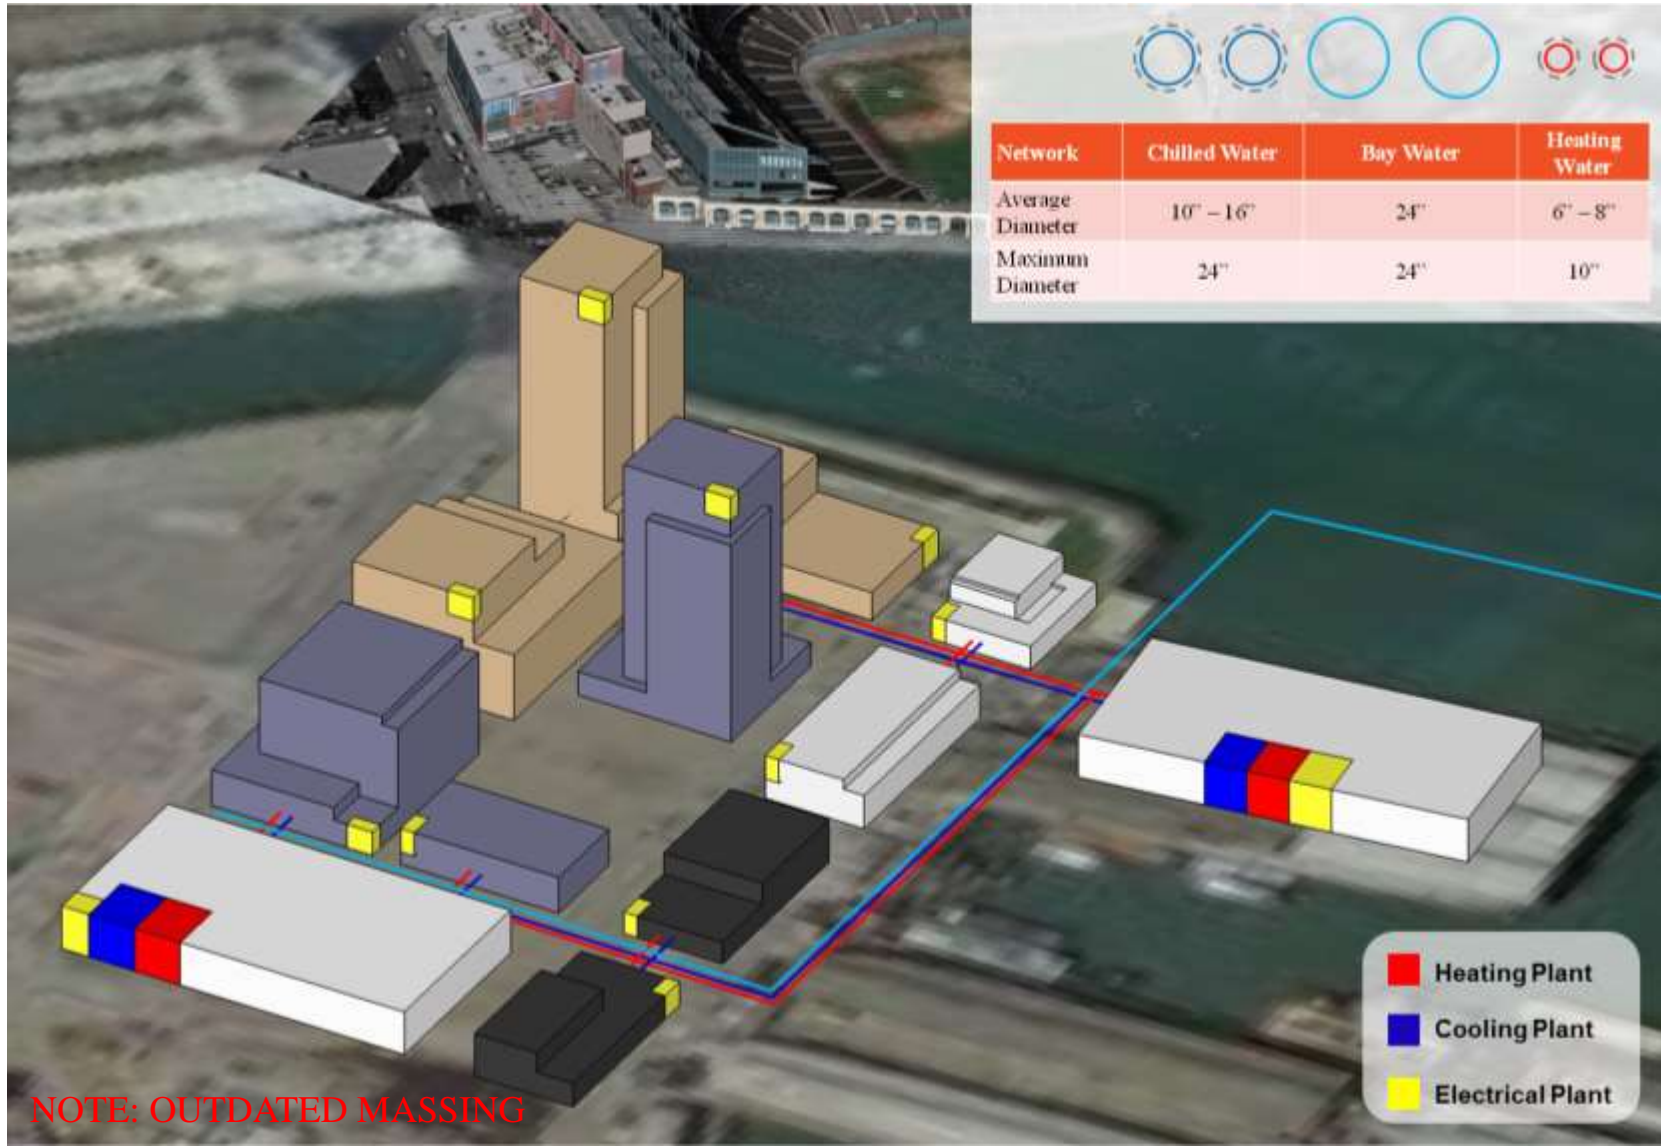 Network Chilled Water Bay Water Heating Water
Average Diameter 10" – 16" 24" 6" – 8"
Maximum Diameter 24" 24" 10"
Heating Plant
Cooling Plant
Electrical Plant
NOTE: OUTDATED MASSING